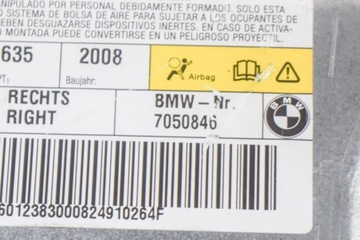 NIPULADO POR PERSONAL DEBIDAMENTE FORMADO. SOLO ESTA
O SISTEMA DE BOLSA DE AIRE PARA SUJETAR A LOS OCUPANTES DE
BEN DESGUAZARSE DISPOSITIVOS INERTES. EN CASO DE ACTIVA-
MONTADA PUEDE CONVERTIRSE EN UN PELIGROSO PROYECTIL.
635 2008
Baujahr:
Airbag
RECHTS
RIGHT
BMW-Nr.
7050846
BMW
601238300082491026​4F